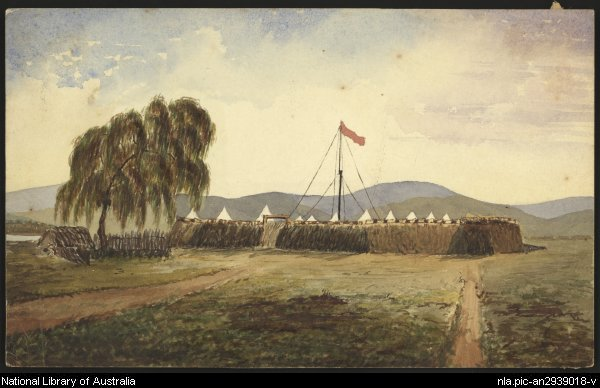 National Library of Australia
nla.pic-an2939018-v